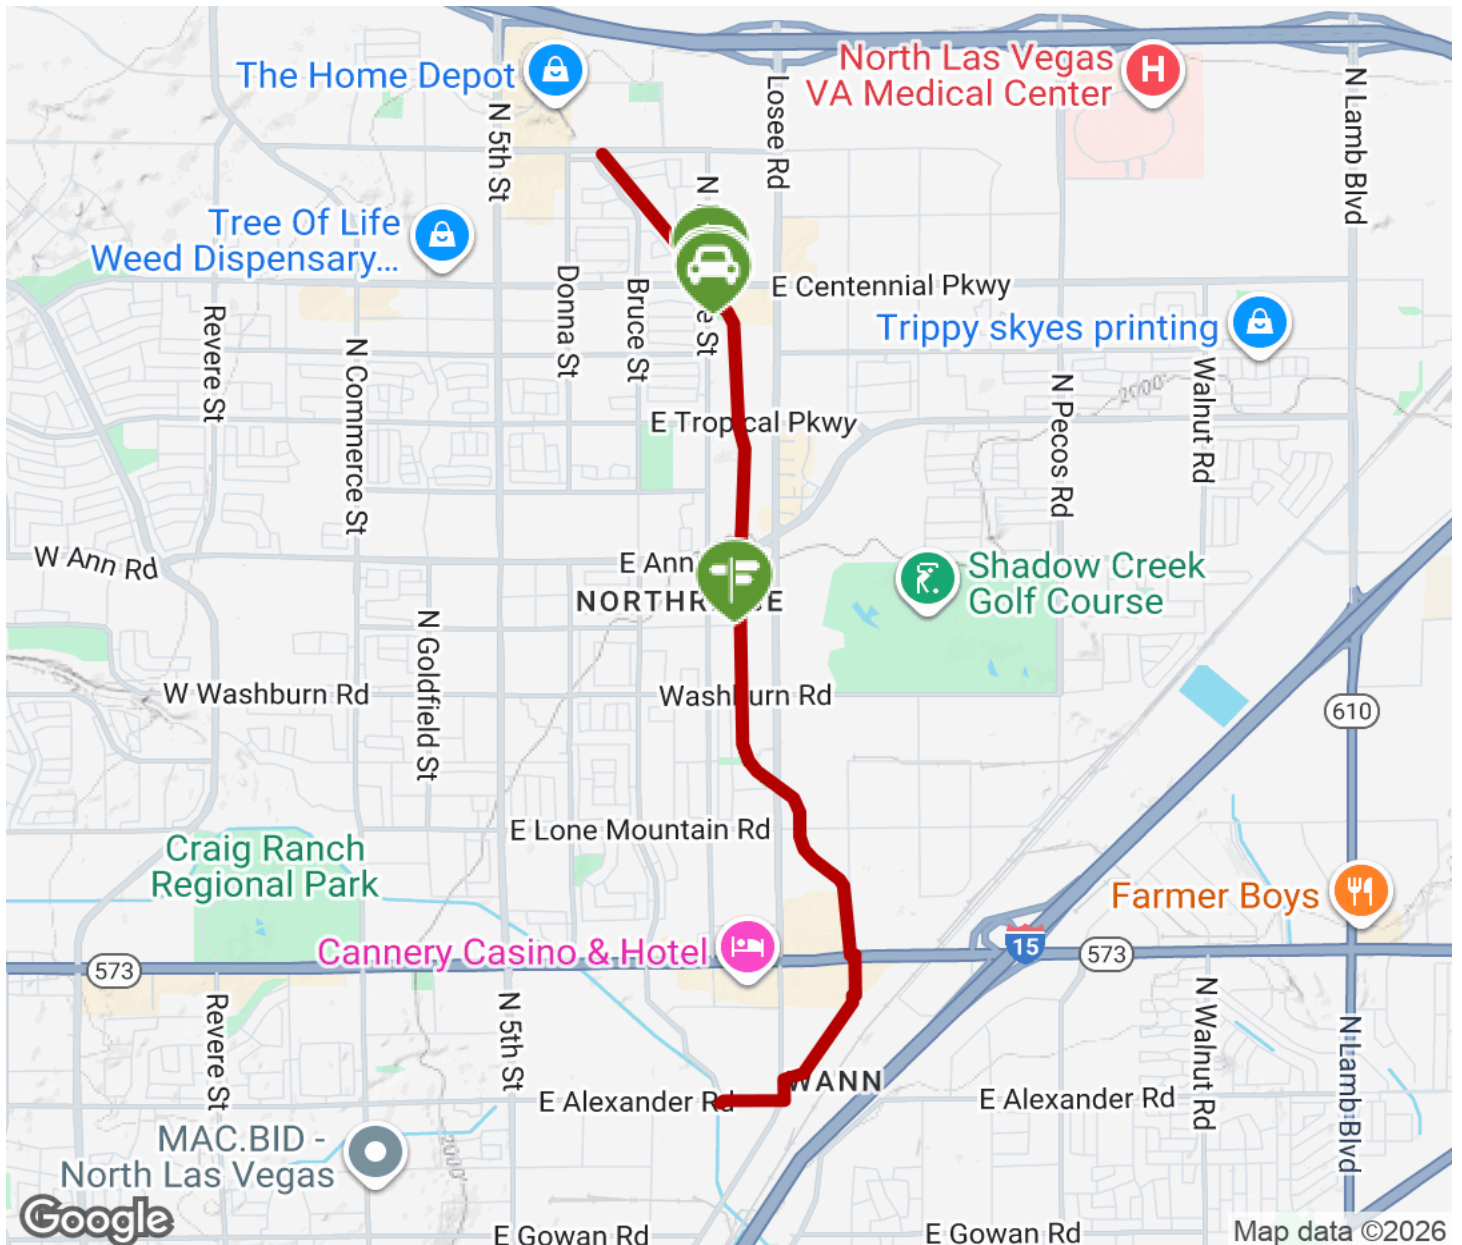 The Home Depot
North Las Vegas
VA Medical Center
N 5th St
Losee Rd
N Lamb Blvd
N
Tree Of Life
Weed Dispensary...
E Centennial Pkwy
Donna St
Bruce St
e St
Revere St
N Commerce St
Trippy skyes printing
2000'
Walnut Rd
N Pecos Rd
E Tropical Pkwy
W Ann Rd
E Ann
Shadow Creek
Golf Course
NORTHR
GE
N Goldfield St
W Washburn Rd
Washburn Rd
610
E Lone Mountain Rd
Craig Ranch
Regional Park
Farmer Boys
Cannery Casino & Hotel
15
573
573
Revere St
N 5th St
N Walnut Rd
N Lamb Blvd
WANN
E Alexander Rd
E Alexander Rd
MAC.BID -
North Las Vegas
2000
Google
E Gowan Rd
E Gowan Rd
Map data ©2026